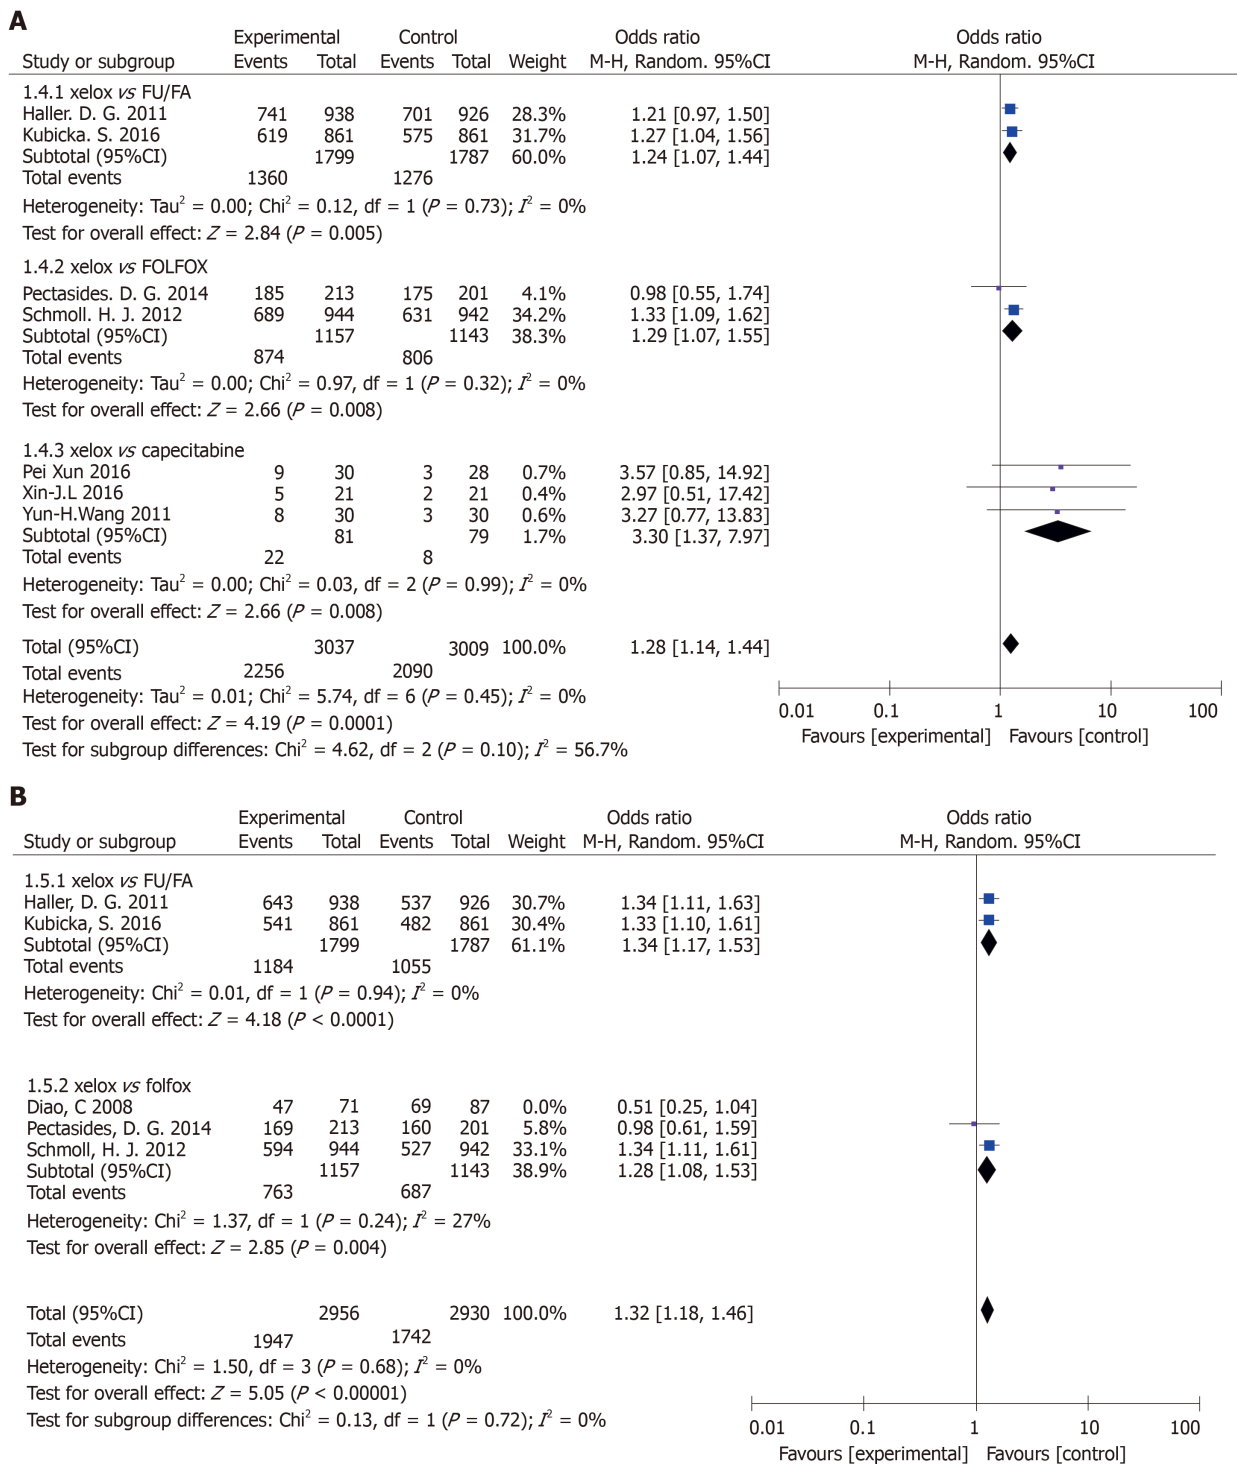 A
Experimental Control Odds ratio Odds ratio
Study or subgroup Events Total Events Total Weight M-H, Random. 95%CI M-H, Random. 95%CI
1.4.1 xelox vs FU/FA
Haller. D. G. 2011 741 938 701 926 28.3% 1.21 [0.97, 1.50]
Kubicka. S. 2016 619 861 575 861 31.7% 1.27 [1.04, 1.56]
Subtotal (95%CI) 1799 1787 60.0% 1.24 [1.07, 1.44]
Total events 1360 1276
Heterogeneity: Tau² = 0.00; Chi² = 0.12, df = 1 (P = 0.73); I² = 0%
Test for overall effect: Z = 2.84 (P = 0.005)
1.4.2 xelox vs FOLFOX
Pectasides. D. G. 2014 185 213 175 201 4.1% 0.98 [0.55, 1.74]
Schmoll. H. J. 2012 689 944 631 942 34.2% 1.33 [1.09, 1.62]
Subtotal (95%CI) 1157 1143 38.3% 1.29 [1.07, 1.55]
Total events 874 806
Heterogeneity: Tau² = 0.00; Chi² = 0.97, df = 1 (P = 0.32); I² = 0%
Test for overall effect: Z = 2.66 (P = 0.008)
1.4.3 xelox vs capecitabine
Pei Xun 2016 9 30 3 28 0.7% 3.57 [0.85, 14.92]
Xin-J.L 2016 5 21 2 21 0.4% 2.97 [0.51, 17.42]
Yun-H.Wang 2011 8 30 3 30 0.6% 3.27 [0.77, 13.83]
Subtotal (95%CI) 81 79 1.7% 3.30 [1.37, 7.97]
Total events 22 8
Heterogeneity: Tau² = 0.00; Chi² = 0.03, df = 2 (P = 0.99); I² = 0%
Test for overall effect: Z = 2.66 (P = 0.008)
Total (95%CI) 3037 3009 100.0% 1.28 [1.14, 1.44]
Total events 2256 2090
Heterogeneity: Tau² = 0.01; Chi² = 5.74, df = 6 (P = 0.45); I² = 0%
Test for overall effect: Z = 4.19 (P = 0.0001)
Test for subgroup differences: Chi² = 4.62, df = 2 (P = 0.10); I² = 56.7%
0.01 0.1 1 10 100
Favours [experimental] Favours [control]
B
Experimental Control Odds ratio Odds ratio
Study or subgroup Events Total Events Total Weight M-H, Random. 95%CI M-H, Random. 95%CI
1.5.1 xelox vs FU/FA
Haller, D. G. 2011 643 938 537 926 30.7% 1.34 [1.11, 1.63]
Kubicka, S. 2016 541 861 482 861 30.4% 1.33 [1.10, 1.61]
Subtotal (95%CI) 1799 1787 61.1% 1.34 [1.17, 1.53]
Total events 1184 1055
Heterogeneity: Chi² = 0.01, df = 1 (P = 0.94); I² = 0%
Test for overall effect: Z = 4.18 (P < 0.0001)
1.5.2 xelox vs folfox
Diao, C 2008 47 71 69 87 0.0% 0.51 [0.25, 1.04]
Pectasides, D. G. 2014 169 213 160 201 5.8% 0.98 [0.61, 1.59]
Schmoll, H. J. 2012 594 944 527 942 33.1% 1.34 [1.11, 1.61]
Subtotal (95%CI) 1157 1143 38.9% 1.28 [1.08, 1.53]
Total events 763 687
Heterogeneity: Chi² = 1.37, df = 1 (P = 0.24); I² = 27%
Test for overall effect: Z = 2.85 (P = 0.004)
Total (95%CI) 2956 2930 100.0% 1.32 [1.18, 1.46]
Total events 1947 1742
Heterogeneity: Chi² = 1.50, df = 3 (P = 0.68); I² = 0%
Test for overall effect: Z = 5.05 (P < 0.00001)
Test for subgroup differences: Chi² = 0.13, df = 1 (P = 0.72); I² = 0%
0.01 0.1 1 10 100
Favours [experimental] Favours [control]